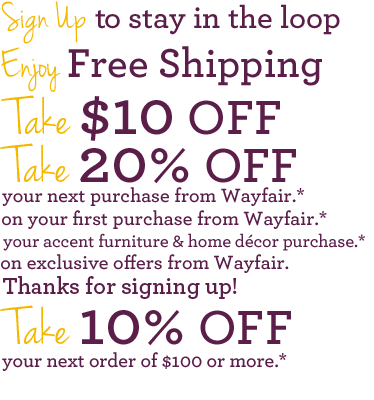 Sign Up to stay in the loop
Enjoy Free Shipping
Take $10 OFF
Take 20% OFF
your next purchase from Wayfair.*
on your first purchase from Wayfair.*
your accent furniture & home décor purchase.*
on exclusive offers from Wayfair.
Thanks for signing up!
Take 10% OFF
your next order of $100 or more.*